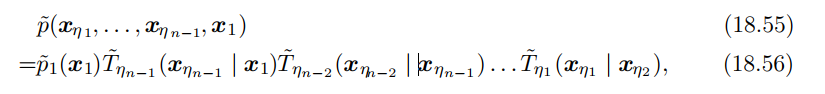 p̃(x_{η_1}, . . . , x_{η_{n−1}}, x_1) (18.55)
=p̃_1(x_1)T̃_{η_{n−1}}(x_{η_{n−1}} | x_1)T̃_{η_{n−2}}(x_{η_{n−2}} | x_{η_{n−1}}) . . . T̃_{η_1}(x_{η_1} | x_{η_2}), (18.56)